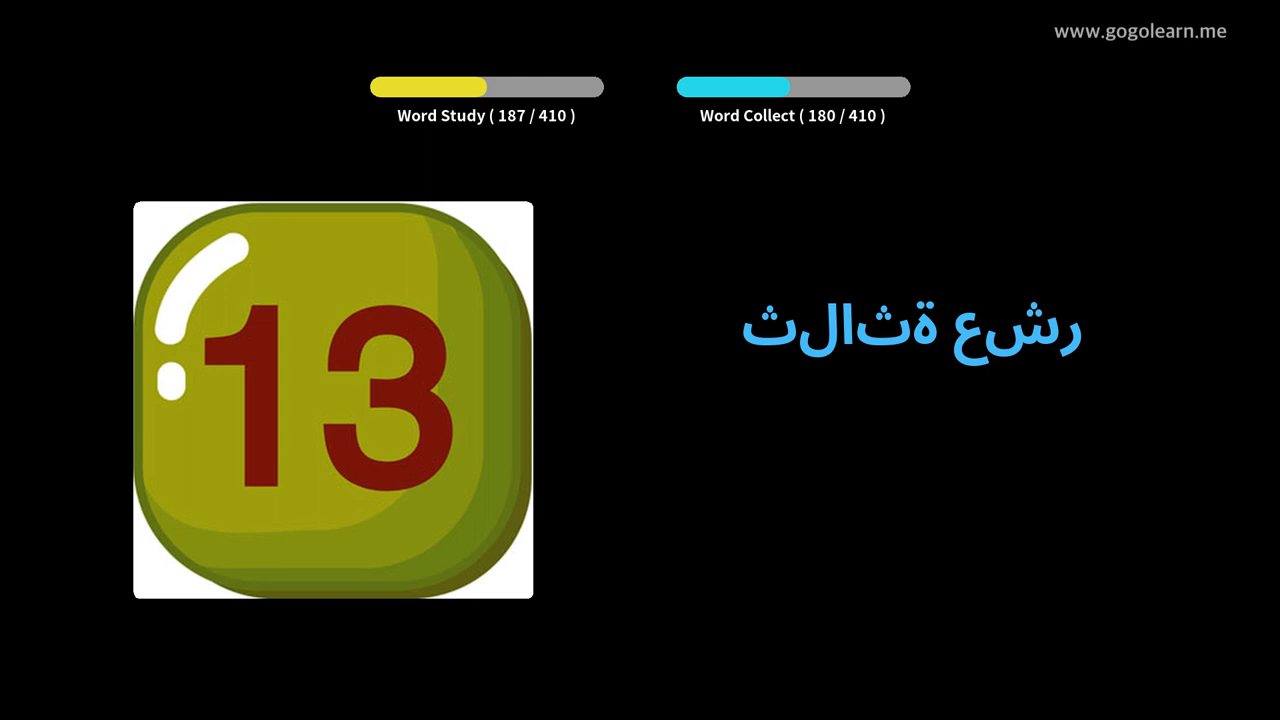 www.gogolearn.me
Word Study ( 187 / 410 )
Word Collect ( 180 / 410 )
13
رشع ةثالث